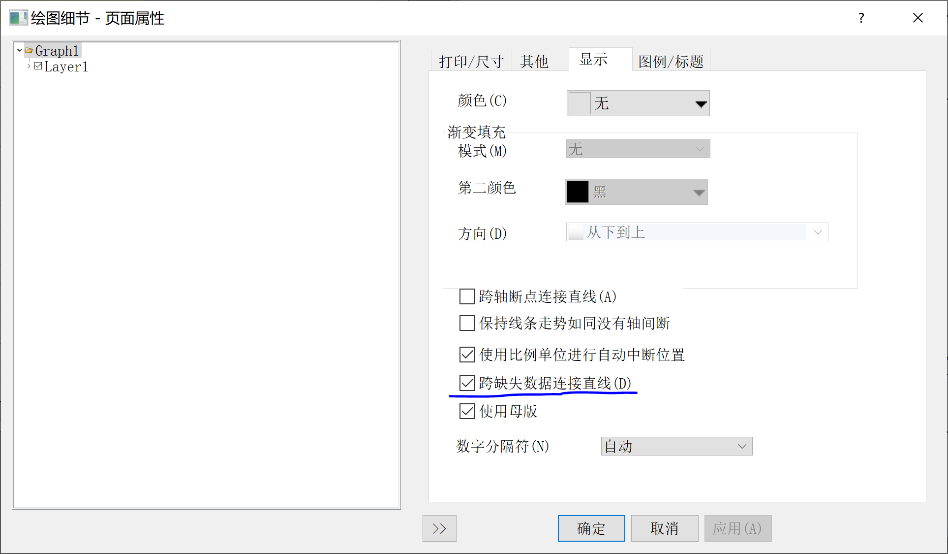 绘图细节 - 页面属性
?
Graph1
Layer1
打印/尺寸 其他 显示 图例/标题
颜色(C) 无
渐变填充
模式(M) 无
第二颜色 黑
方向(D) 从下到上
跨轴断点连接直线(A)
保持线条走势如同没有轴间断
使用比例单位进行自动中断位置
跨缺失数据连接直线(D)
使用母版
数字分隔符(N) 自动
>> 确定 取消 应用(A)